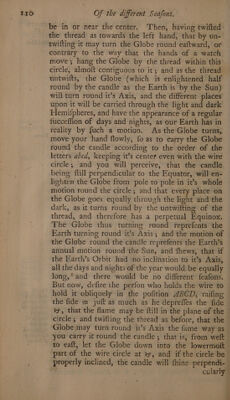 110 Of the different Seasons.
be in or near the center. Then, having twisted
the thread as towards the left hand, that by un-
twisting it may turn the Globe round eastward, or
contrary to the way that the hands of a watch
move; hang the Globe by the thread within this
circle, almost contiguous to it; and as the thread
untwists, the Globe (which is enlightened half
round by the candle as the Earth is by the Sun)
will turn round it's Axis, and the different places
upon it will be carried through the light and dark
Hemispheres, and have the appearance of a regular
succession of days and nights, as our Earth has in
reality by such a motion. As the Globe turns,
move your hand slowly, so as to carry the Globe
round the candle according to the order of the
letters abcd, keeping it's center even with the wire
circle; and you will perceive, that the candle
being still perpendicular to the Equator, will en-
lighten the Globe from pole to pole in it's whole
motion round the circle; and that every place on
the Globe goes equally through the light and the
dark, as it turns round by the untwisting of the
thread, and therefore has a perpetual Equinox.
The Globe thus turning round represents the
Earth turning round it's Axis; and the motion of
the Globe round the candle represents the Earth's
annual motion round the Sun, and shews, that if
the Earth's Orbit had no inclination to it's Axis,
all the days and nights of the year would be equally
long, and there would be no different seasons.
But now, desire the person who holds the wire to
hold it obliquely in the position ABCD, raising
the side ♋ just as much as he depresses the side
♑, that the flame may be still in the plane of the
circle; and twisting the thread as before, that the
Globe may turn round it's Axis the same way as
you carry it round the candle; that is, from west
to east, let the Globe down into the lowermost
part of the wire circle at ♑, and if the circle be
properly inclined, the candle will shine perpendi-
cularly